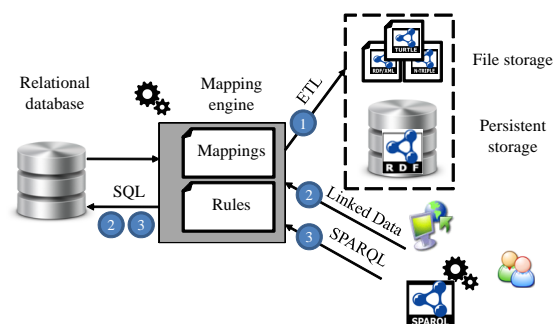 Relational
database
Mapping
engine
Mappings
Rules
SQL
2
3
ETL
1
TURTLE
RDF/XML
N-TRIPLE
File storage
Persistent
storage
RDF
2
Linked Data
3
SPARQL
SPARQL